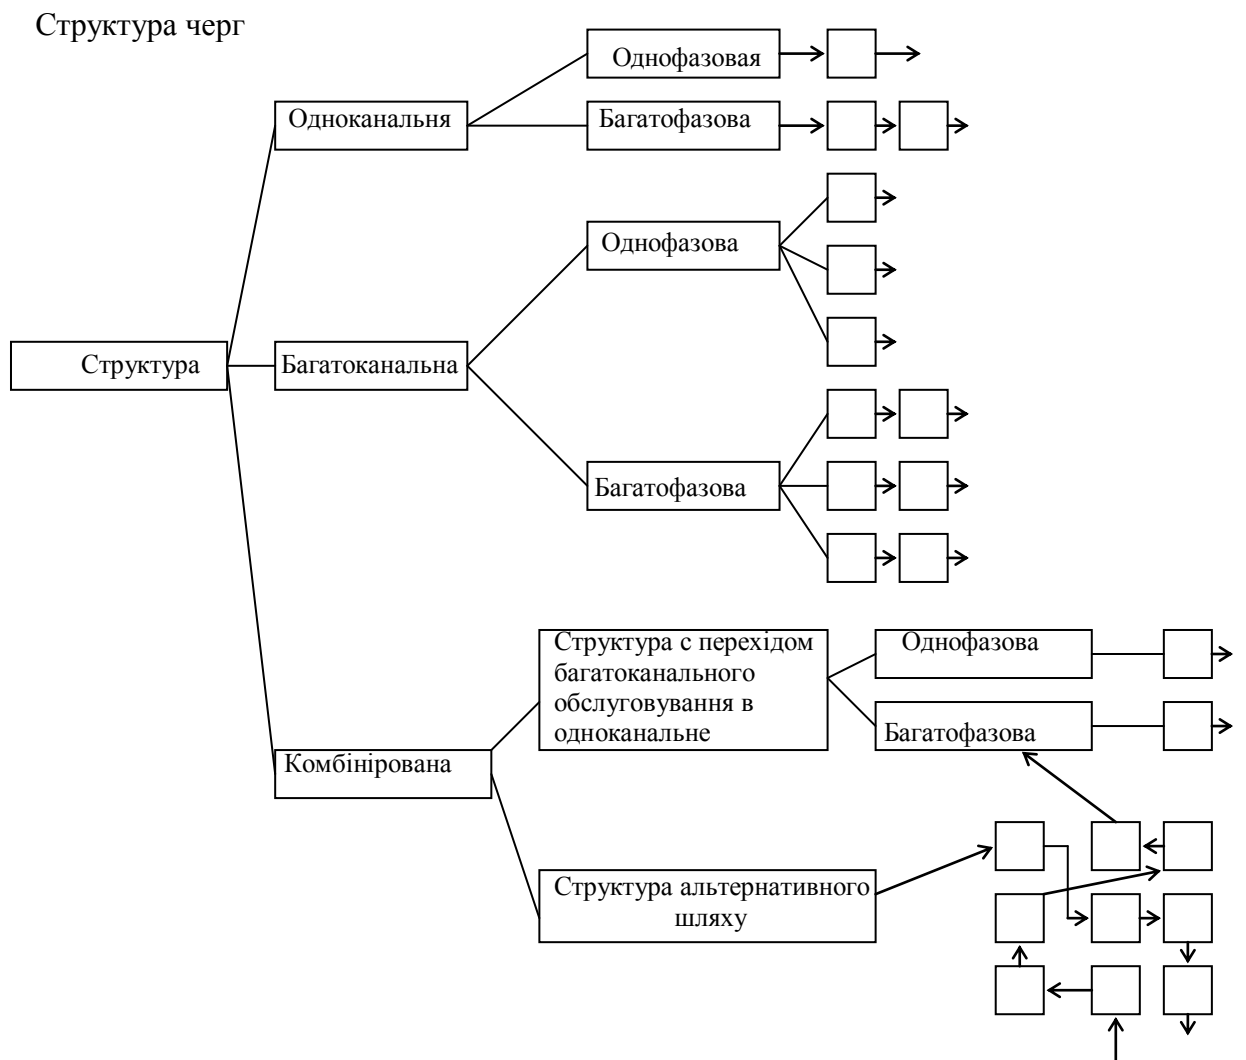 Структура черг
Однофазовая
Одноканальня
Багатофазова
Однофазова
Структура
Багатоканальна
Багатофазова
Структура с перехідом
багатоканального
обслуговування в
одноканальне
Однофазова
Багатофазова
Комбінірована
Структура альтернативного
шляху